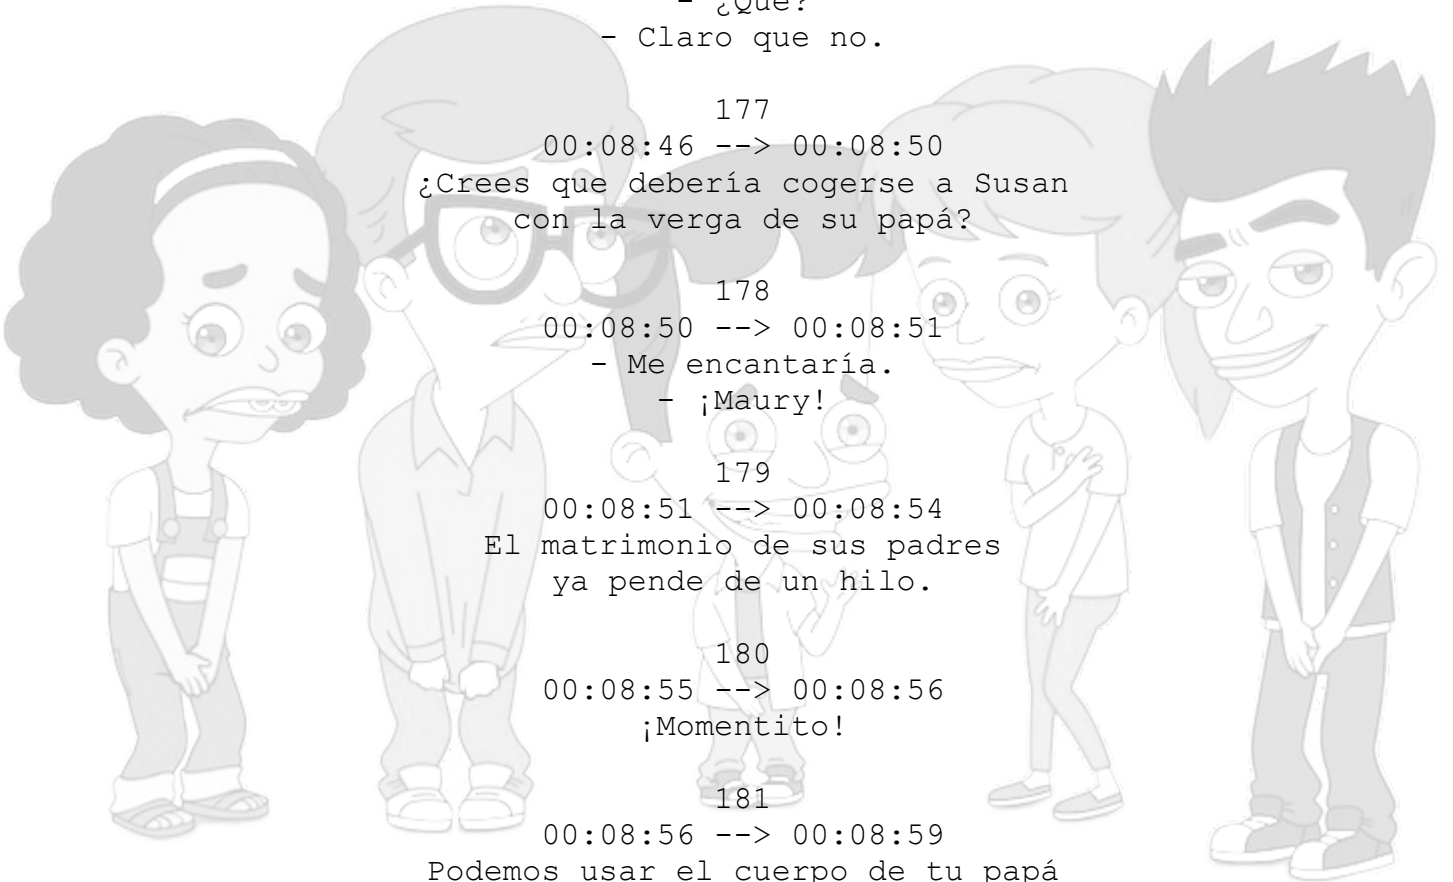 - ¿Qué?
- Claro que no.
177
00:08:46 --> 00:08:50
¿Crees que debería cogerse a Susan
con la verga de su papá?
178
00:08:50 --> 00:08:51
- Me encantaría.
- ¡Maury!
179
00:08:51 --> 00:08:54
El matrimonio de sus padres
ya pende de un hilo.
180
00:08:55 --> 00:08:56
¡Momentito!
181
00:08:56 --> 00:08:59
Podemos usar el cuerpo de tu papá